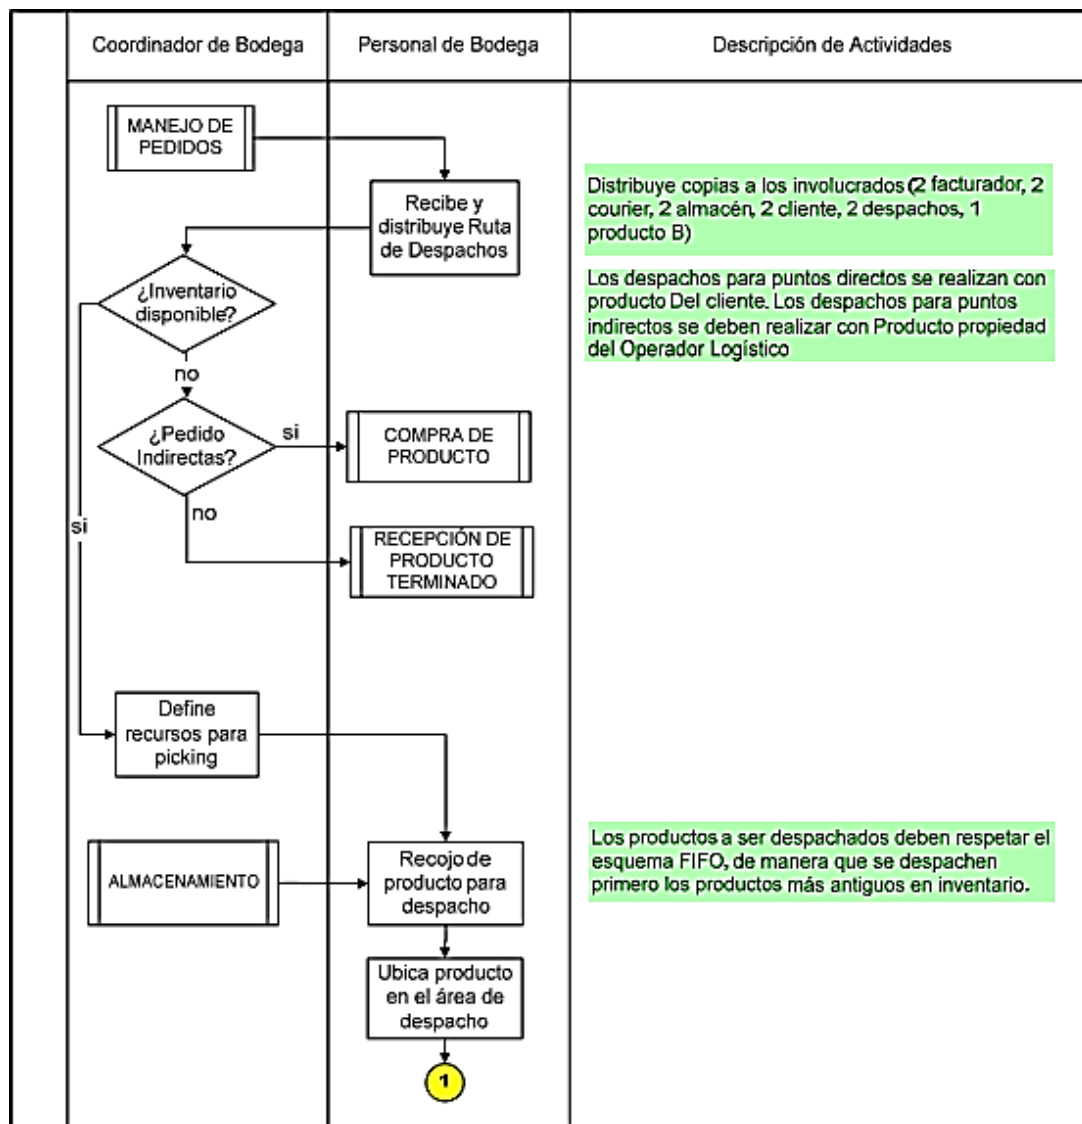 Coordinador de Bodega
Personal de Bodega
Descripción de Actividades
MANEJO DE
PEDIDOS
Recibe y
distribuye Ruta
de Despachos
Distribuye copias a los involucrados (2 facturador, 2
courier, 2 almacén, 2 cliente, 2 despachos, 1
producto B)
¿Inventario
disponible?
Los despachos para puntos directos se realizan con
producto Del cliente. Los despachos para puntos
indirectos se deben realizar con Producto propiedad
del Operador Logístico
no
¿Pedido
Indirectas?
si
COMPRA DE
PRODUCTO
no
si
RECEPCIÓN DE
PRODUCTO
TERMINADO
Define
recursos para
picking
ALMACENAMIENTO
Recojo de
producto para
despacho
Los productos a ser despachados deben respetar el
esquema FIFO, de manera que se despachen
primero los productos más antiguos en inventario.
Ubica producto
en el área de
despacho
1